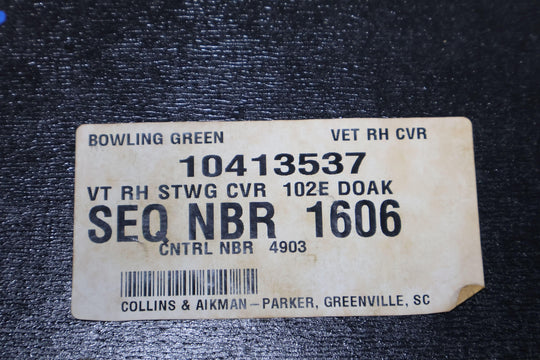 BOWLING GREEN VET RH CVR
10413537
VT RH STWG CVR 102E DOAK
SEQ NBR 1606
CNTRL NBR 4903
COLLINS & AIKMAN-PARKER, GREENVILLE, SC